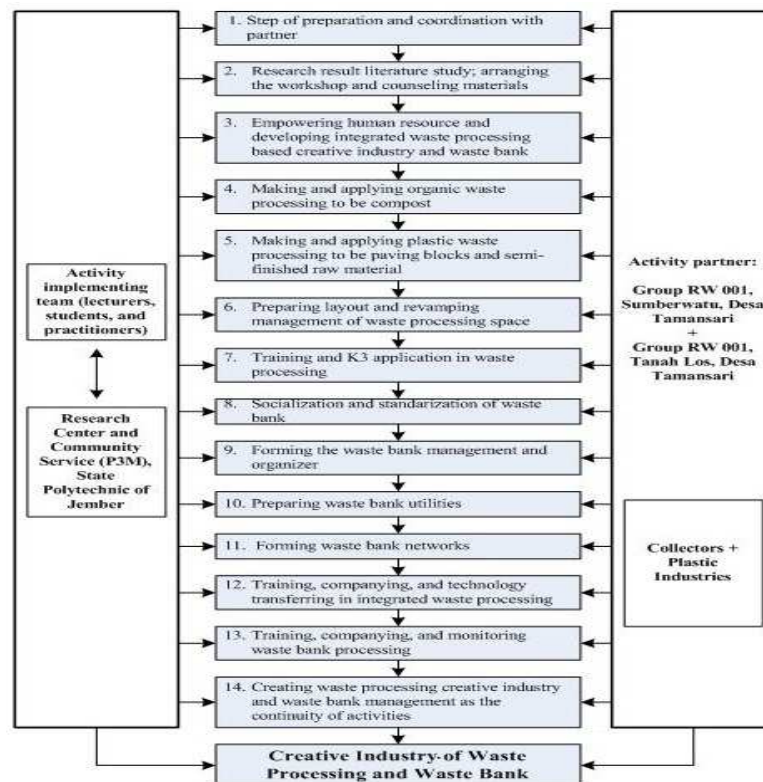 1. Step of preparation and coordination with
partner
2. Research result literature study; arranging
the workshop and counseling materials
3. Empowering human resource and
developing integrated waste processing
based creative industry and waste bank
4. Making and applying organic waste
processing to be compost
5. Making and applying plastic waste
processing to be paving blocks and semi-
finished raw material
6. Preparing layout and revamping
management of waste processing space
7. Training and K3 application in waste
processing
8. Socialization and standarization of waste
bank
9. Forming the waste bank management and
organizer
10. Preparing waste bank utilities
11. Forming waste bank networks
12. Training, companying, and technology
transferring in integrated waste processing
13. Training, companying, and monitoring
waste bank processing
14. Creating waste processing creative industry
and waste bank management as the
continuity of activities
Creative Industry of Waste
Processing and Waste Bank
Activity
implementing
team (lecturers,
students, and
practitioners)
Research
Center and
Community
Service (P3M),
State
Polytechnic of
Jember
Activity partner:
Group RW 001,
Sumberwatu, Desa
Tamansari
+
Group RW 001,
Tanah Los, Desa
Tamansari
Collectors +
Plastic
Industries